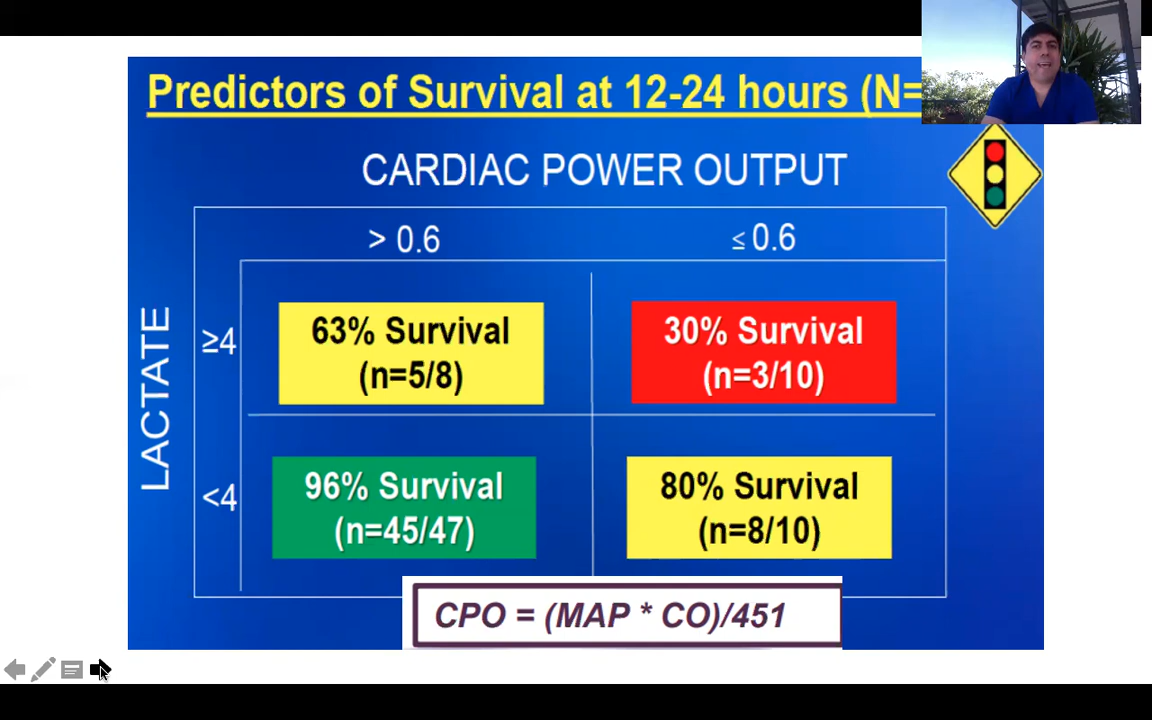 Predictors of Survival at 12-24 hours (N=
CARDIAC POWER OUTPUT
> 0.6
≤ 0.6
LACTATE
≥4
63% Survival
(n=5/8)
30% Survival
(n=3/10)
<4
96% Survival
(n=45/47)
80% Survival
(n=8/10)
CPO = (MAP * CO)/451